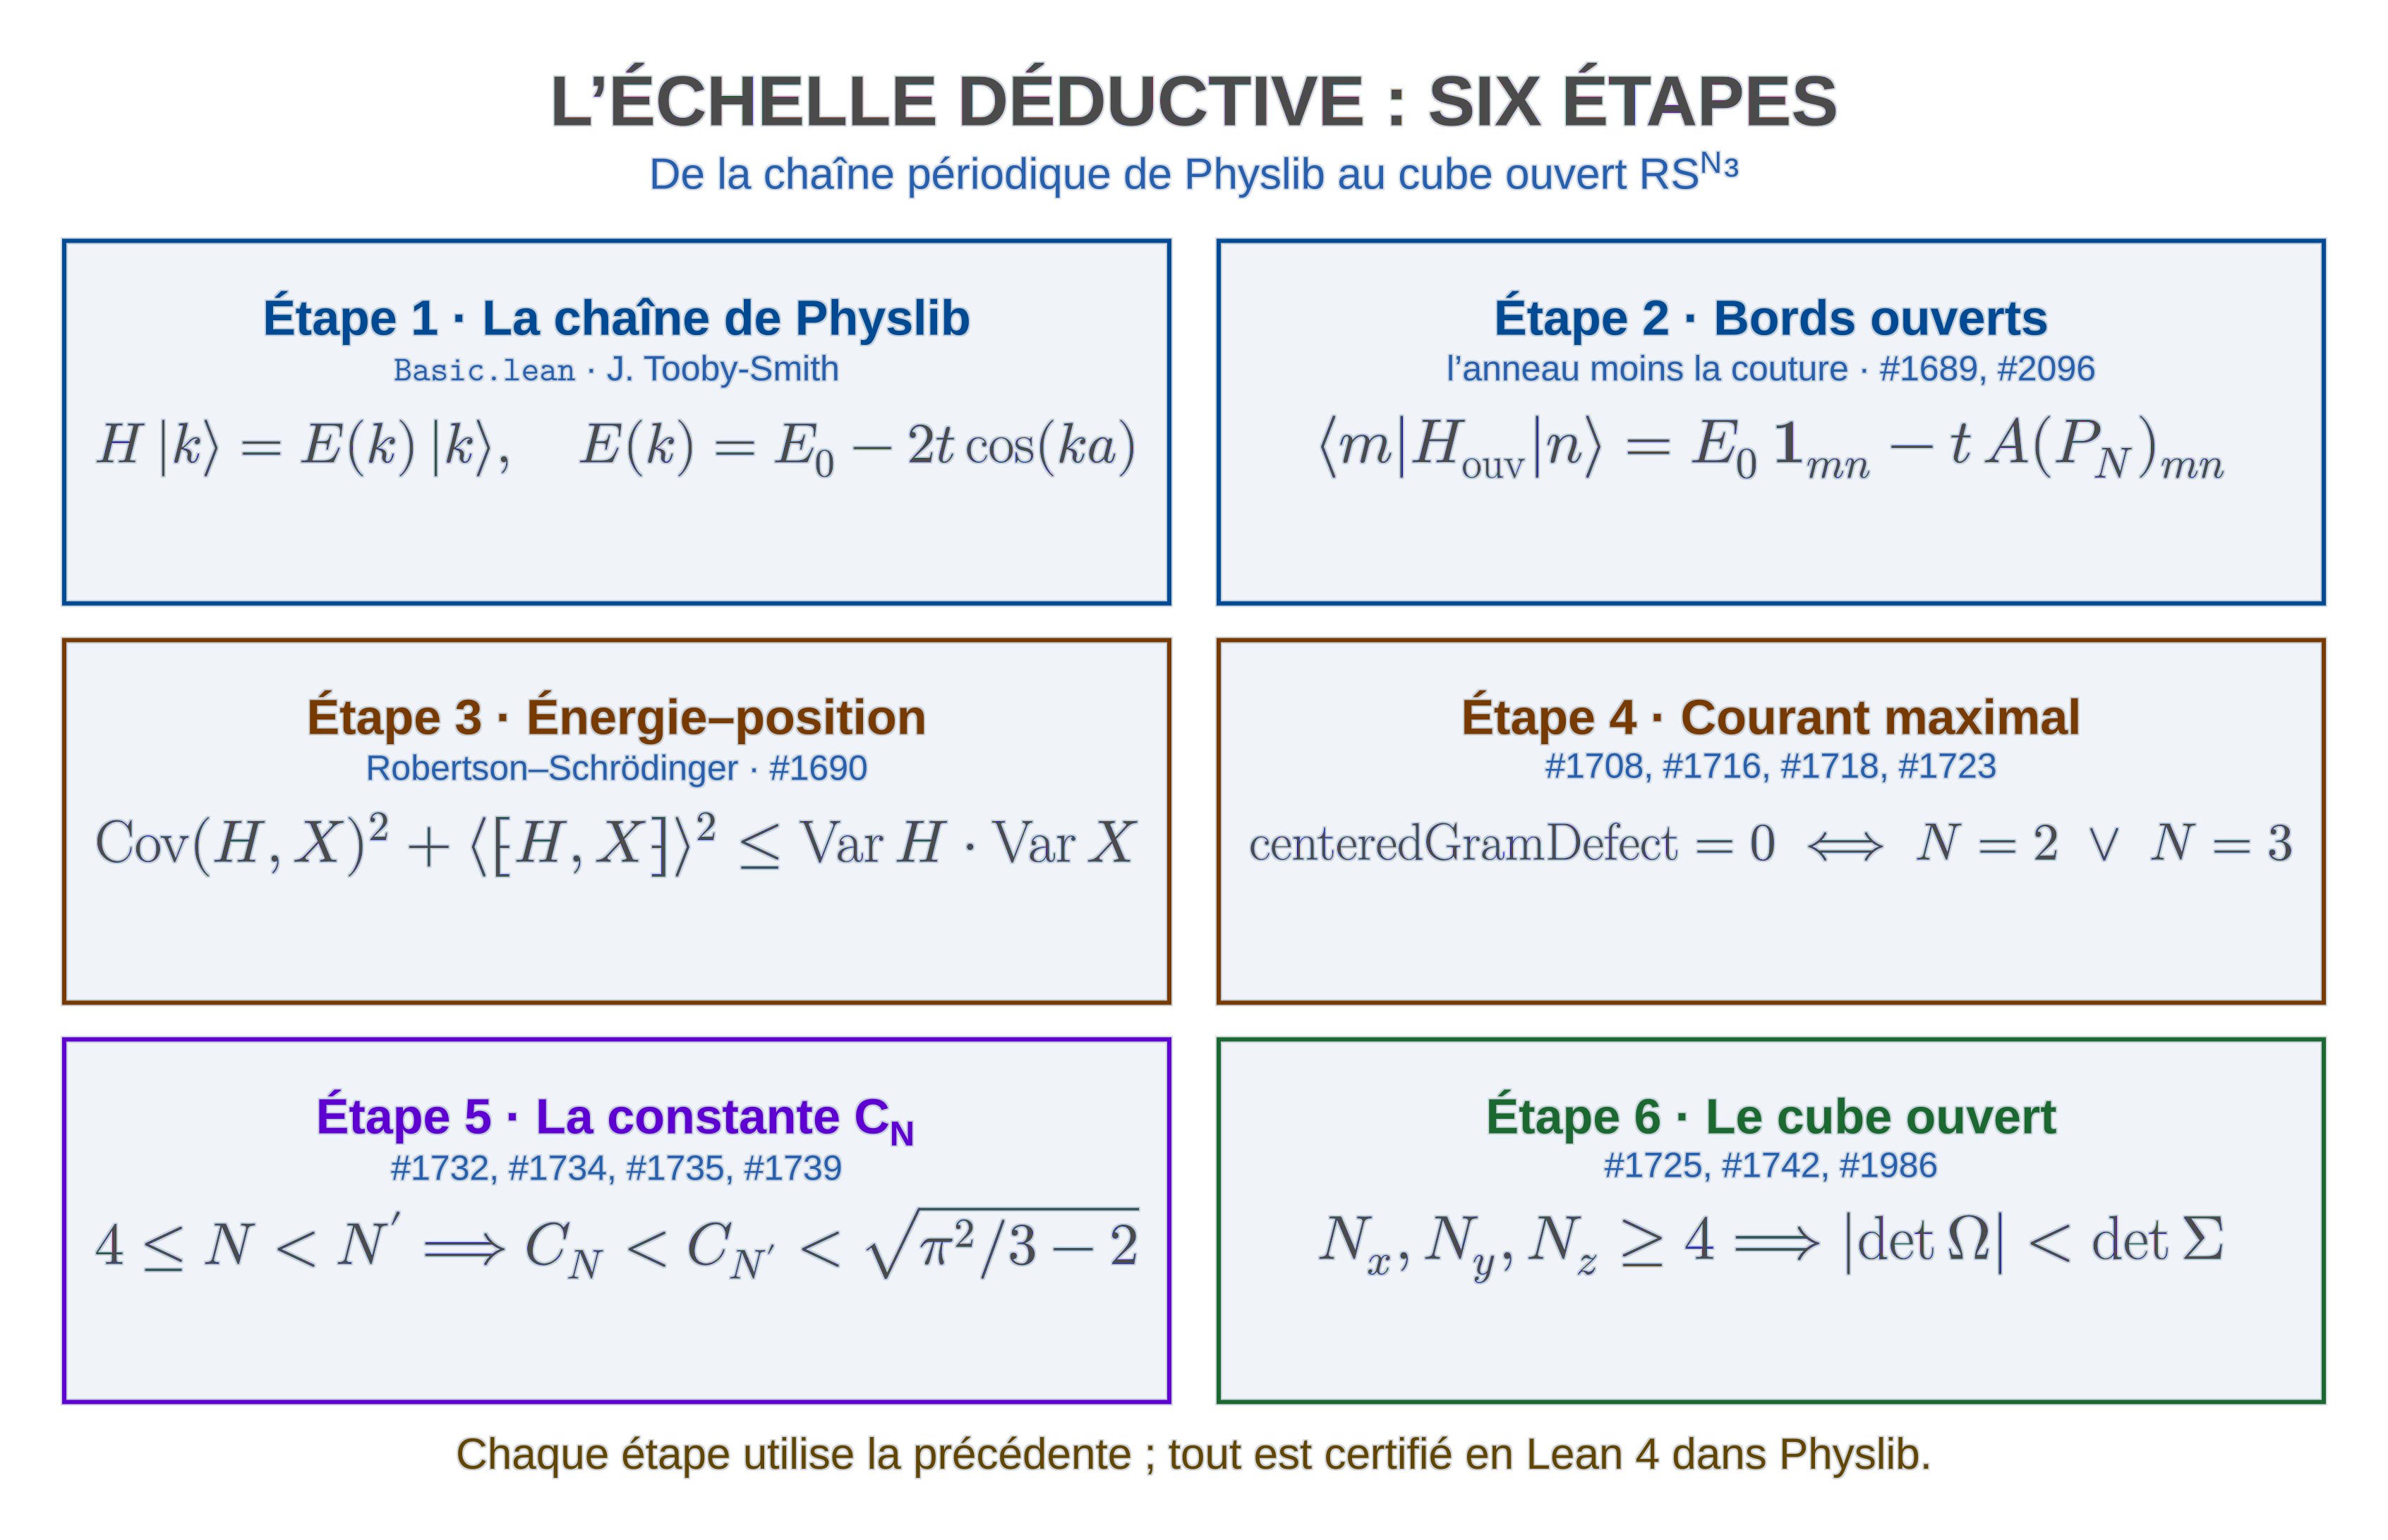 L’ÉCHELLE DÉDUCTIVE : SIX ÉTAPES
De la chaîne périodique de Physlib au cube ouvert RSᴺ³
Étape 1 · La chaîne de Physlib
Basic.lean · J. Tooby-Smith
H |k⟩ = E(k) |k⟩, E(k) = E₀ − 2t cos(ka)
Étape 2 · Bords ouverts
l’anneau moins la couture · #1689, #2096
⟨m|H_ouv|n⟩ = E₀ 𝟏_mn − t A(P_N)_mn
Étape 3 · Énergie–position
Robertson–Schrödinger · #1690
Cov(H, X)² + ⟨⁅H, X⁆⟩² ≤ Var H · Var X
Étape 4 · Courant maximal
#1708, #1716, #1718, #1723
centeredGramDefect = 0 ⟺ N = 2 ∨ N = 3
Étape 5 · La constante C_N
#1732, #1734, #1735, #1739
4 ≤ N < N′ ⟹ C_N < C_N′ < √(π²/3 − 2)
Étape 6 · Le cube ouvert
#1725, #1742, #1986
N_x, N_y, N_z ≥ 4 ⟹ |det Ω| < det Σ
Chaque étape utilise la précédente ; tout est certifié en Lean 4 dans Physlib.